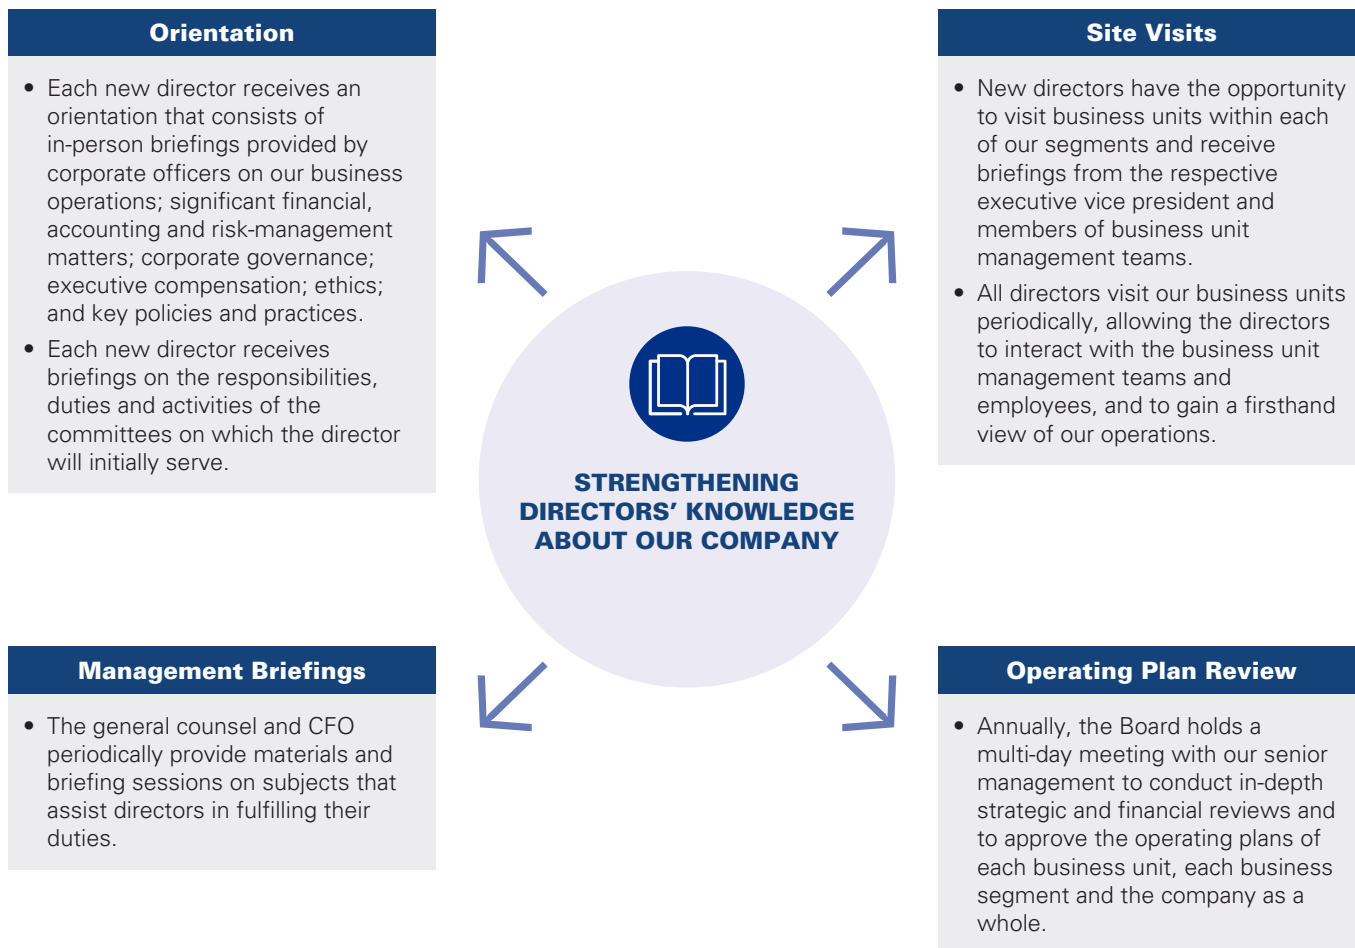 Orientation
• Each new director receives an
orientation that consists of
in-person briefings provided by
corporate officers on our business
operations; significant financial,
accounting and risk-management
matters; corporate governance;
executive compensation; ethics;
and key policies and practices.
• Each new director receives
briefings on the responsibilities,
duties and activities of the
committees on which the director
will initially serve.
Site Visits
• New directors have the opportunity
to visit business units within each
of our segments and receive
briefings from the respective
executive vice president and
members of business unit
management teams.
• All directors visit our business units
periodically, allowing the directors
to interact with the business unit
management teams and
employees, and to gain a firsthand
view of our operations.
STRENGTHENING
DIRECTORS’ KNOWLEDGE
ABOUT OUR COMPANY
Management Briefings
• The general counsel and CFO
periodically provide materials and
briefing sessions on subjects that
assist directors in fulfilling their
duties.
Operating Plan Review
• Annually, the Board holds a
multi-day meeting with our senior
management to conduct in-depth
strategic and financial reviews and
to approve the operating plans of
each business unit, each business
segment and the company as a
whole.